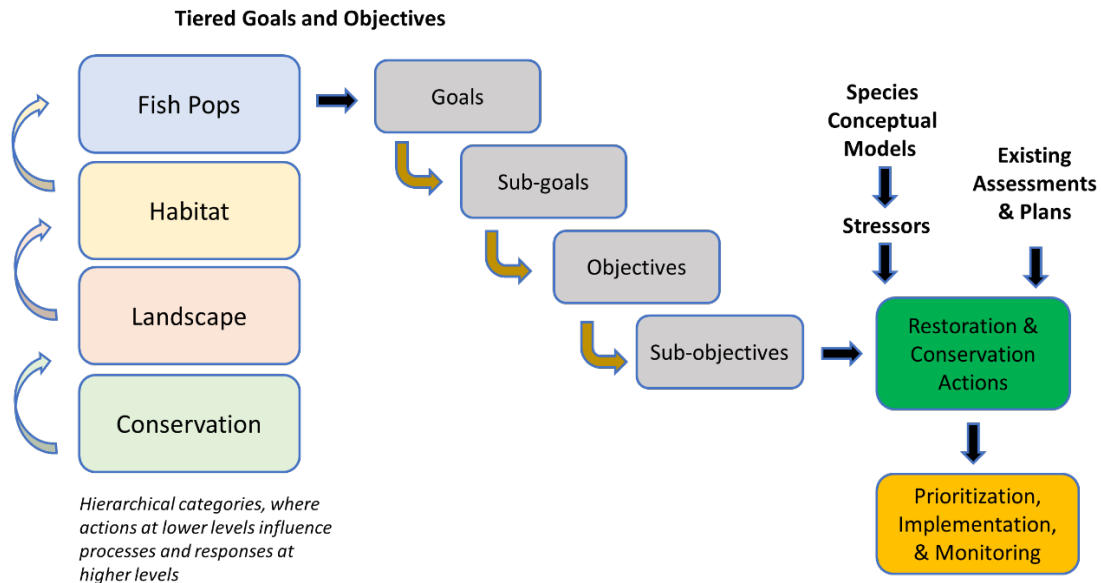 Tiered Goals and Objectives
Fish Pops
Habitat
Landscape
Conservation
Hierarchical categories, where
actions at lower levels influence
processes and responses at
higher levels
Goals
Sub-goals
Objectives
Sub-objectives
Species
Conceptual
Models
Stressors
Existing
Assessments
& Plans
Restoration &
Conservation
Actions
Prioritization,
Implementation,
& Monitoring